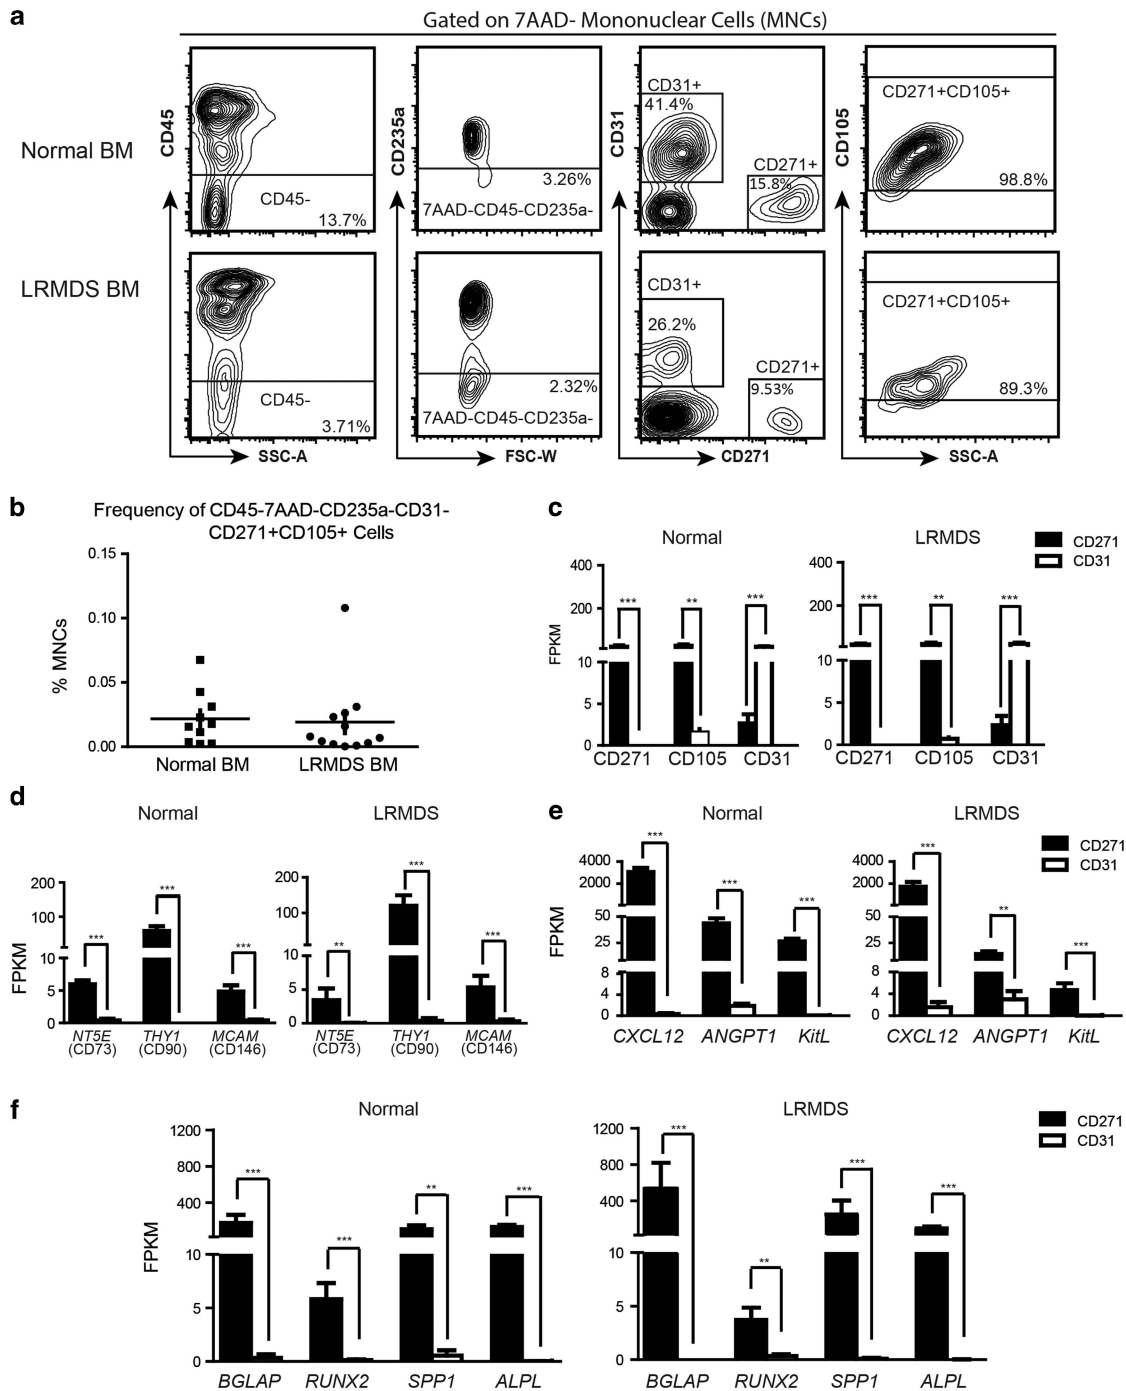 a
Gated on 7AAD- Mononuclear Cells (MNCs)
Normal BM
CD45
CD45-
13.7%
CD235a
3.26%
7AAD-CD45-CD235a-
CD31
CD31+
41.4%
CD271+
15.8%
CD105
CD271+CD105+
98.8%
LRMDS BM
CD45-
3.71%
2.32%
7AAD-CD45-CD235a-
CD31+
26.2%
CD271+
9.53%
CD271+CD105+
89.3%
SSC-A
FSC-W
CD271
SSC-A
b
Frequency of CD45-7AAD-CD235a-CD31-
CD271+CD105+ Cells
% MNCs
0.15
0.10
0.05
0.00
Normal BM
LRMDS BM
c
Normal
LRMDS
CD271
CD31
FPKM
400
200
10
5
0
*** ** ***
CD271 CD105 CD31
400
200
10
5
0
*** ** ***
CD271 CD105 CD31
d
Normal
LRMDS
FPKM
200
100
10
5
0
*** *** ***
NT5E THY1 MCAM
(CD73) (CD90) (CD146)
200
100
10
5
0
** *** ***
NT5E THY1 MCAM
(CD73) (CD90) (CD146)
e
Normal
LRMDS
CD271
CD31
FPKM
4000
2000
50
25
8
4
0
*** *** ***
CXCL12 ANGPT1 KitL
4000
2000
50
25
8
4
0
*** ** ***
CXCL12 ANGPT1 KitL
f
Normal
LRMDS
CD271
CD31
FPKM
1200
800
400
10
5
0
*** *** ** ***
BGLAP RUNX2 SPP1 ALPL
1200
800
400
10
5
0
*** ** *** ***
BGLAP RUNX2 SPP1 ALPL